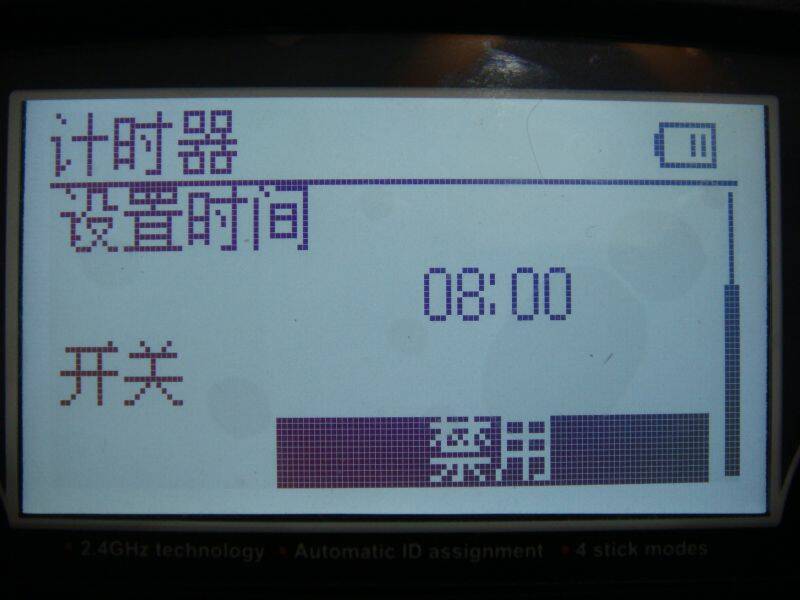 计时器
设置时间
08:00
开关
禁用
• 2.4GHz technology • Automatic ID assignment • 4 stick modes